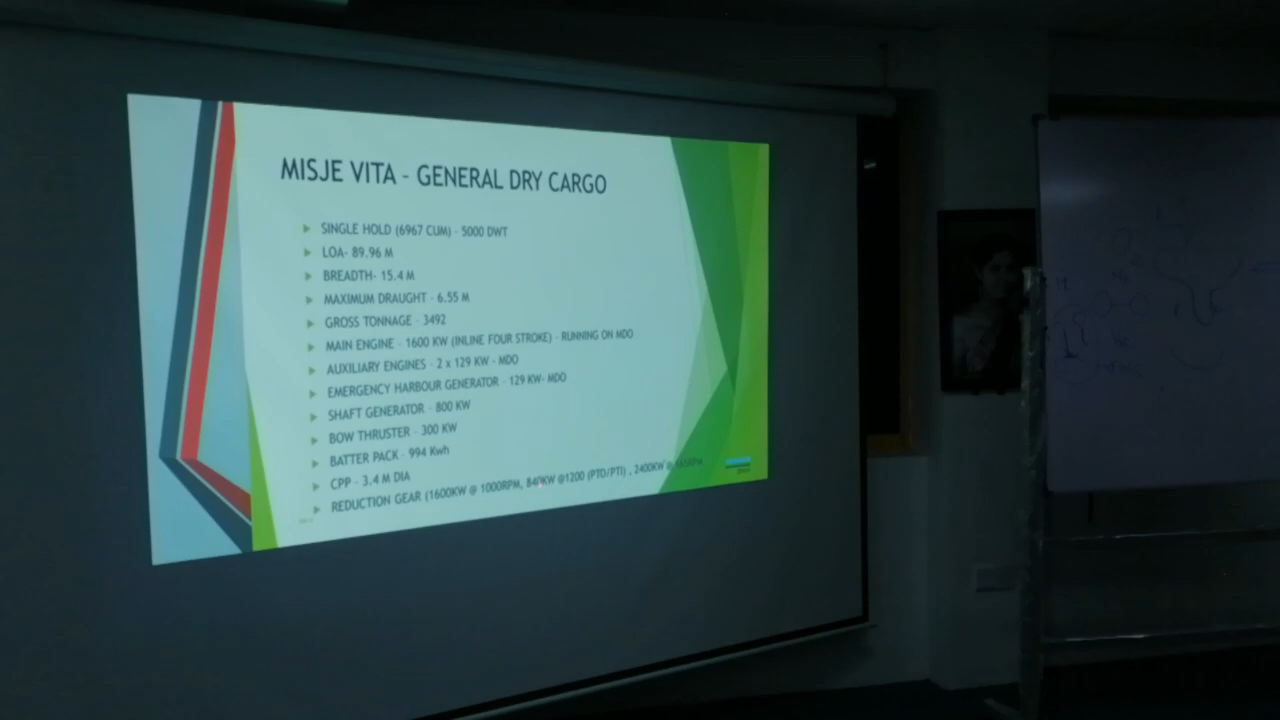 MISJE VITA - GENERAL DRY CARGO
SINGLE HOLD (6967 CUM) - 5000 DWT
LOA- 89.96 M
BREADTH- 15.4 M
MAXIMUM DRAUGHT - 6.55 M
GROSS TONNAGE - 3492
MAIN ENGINE - 1600 KW (INLINE FOUR STROKE) - RUNNING ON MDO
AUXILIARY ENGINES - 2 x 129 KW - MDO
EMERGENCY HARBOUR GENERATOR - 129 KW- MDO
SHAFT GENERATOR - 800 KW
BOW THRUSTER - 300 KW
BATTER PACK - 994 Kwh
CPP - 3.4 M DIA
REDUCTION GEAR (1600KW @ 1000RPM, 840KW @1200 (PTO/PTI) , 2400KW @